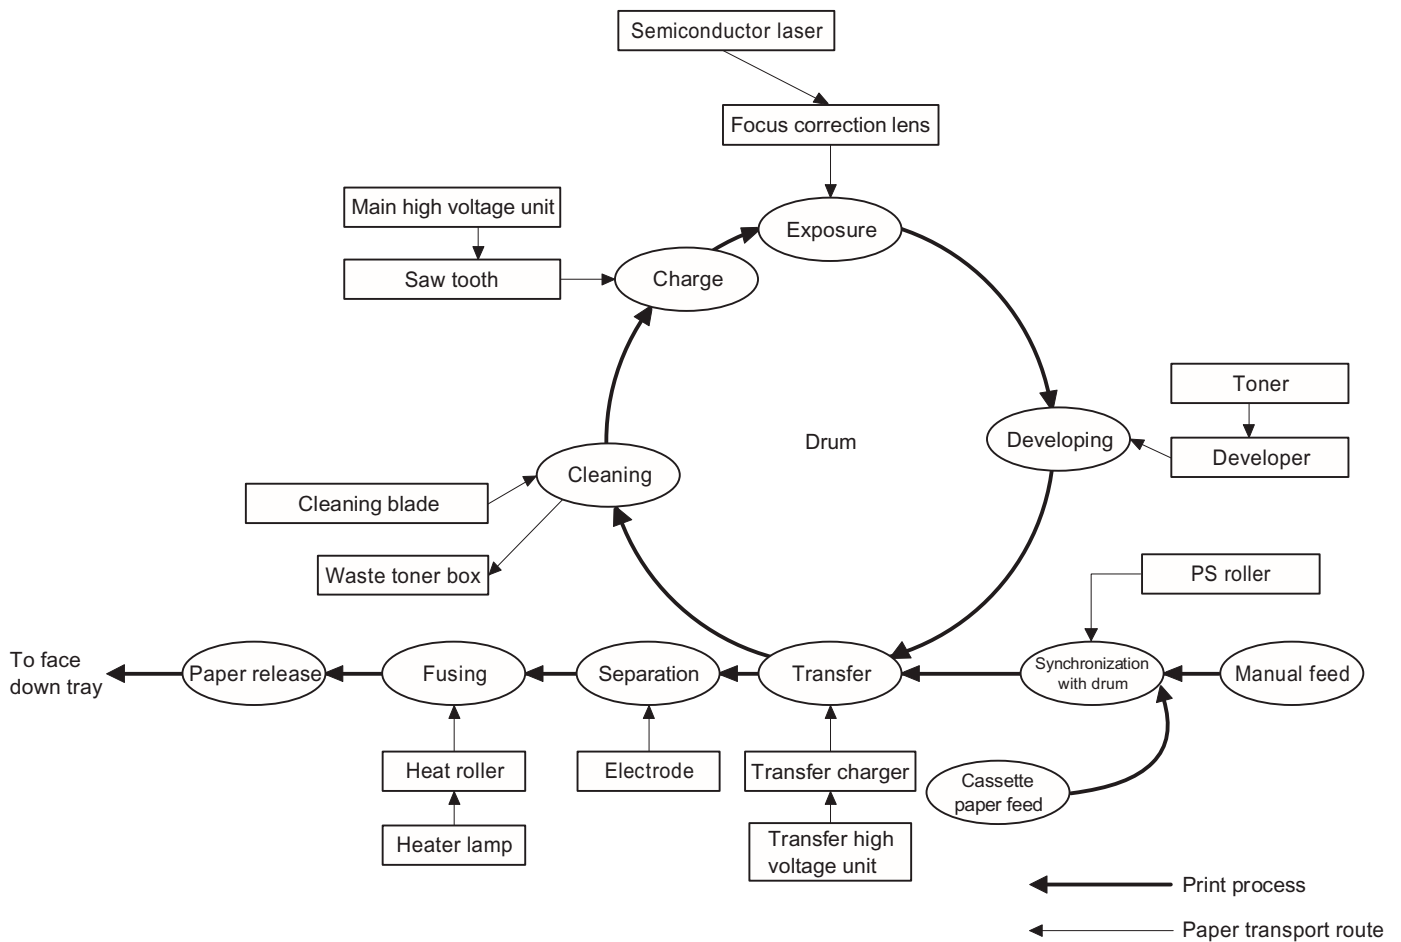 Semiconductor laser
Focus correction lens
Main high voltage unit
Exposure
Saw tooth
Charge
Toner
Drum
Developing
Developer
Cleaning
Cleaning blade
Waste toner box
PS roller
To face
down tray
Paper release
Fusing
Separation
Transfer
Synchronization
with drum
Manual feed
Heat roller
Electrode
Transfer charger
Cassette
paper feed
Heater lamp
Transfer high
voltage unit
Print process
Paper transport route